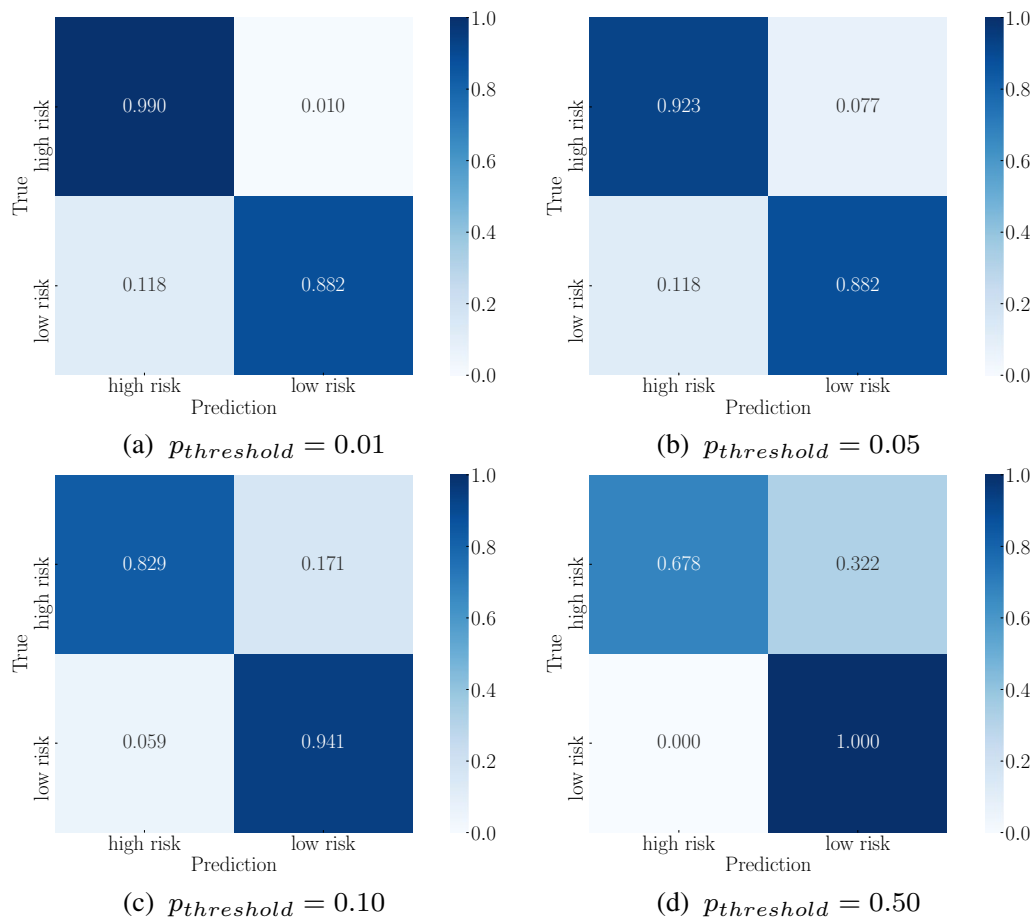 1.0
0.8
0.6
0.4
0.2
0.0
high risk
low risk
True
0.990
0.010
0.118
0.882
high risk
low risk
Prediction
(a) p_threshold = 0.01
1.0
0.8
0.6
0.4
0.2
0.0
high risk
low risk
True
0.923
0.077
0.118
0.882
high risk
low risk
Prediction
(b) p_threshold = 0.05
1.0
0.8
0.6
0.4
0.2
0.0
high risk
low risk
True
0.829
0.171
0.059
0.941
high risk
low risk
Prediction
(c) p_threshold = 0.10
1.0
0.8
0.6
0.4
0.2
0.0
high risk
low risk
True
0.678
0.322
0.000
1.000
high risk
low risk
Prediction
(d) p_threshold = 0.50